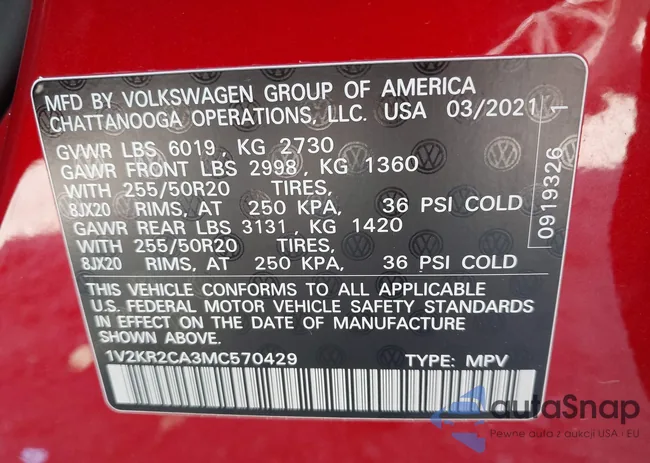 MFD BY VOLKSWAGEN GROUP OF AMERICA
CHATTANOOGA OPERATIONS, LLC. USA 03/2021
GVWR LBS 6019, KG 2730
GAWR FRONT LBS 2998, KG 1360
WITH 255/50R20 TIRES,
8JX20 RIMS, AT 250 KPA, 36 PSI COLD
GAWR REAR LBS 3131, KG 1420
WITH 255/50R20 TIRES,
8JX20 RIMS, AT 250 KPA, 36 PSI COLD
THIS VEHICLE CONFORMS TO ALL APPLICABLE
U.S. FEDERAL MOTOR VEHICLE SAFETY STANDARDS
IN EFFECT ON THE DATE OF MANUFACTURE
SHOWN ABOVE.
1V2KR2CA3MC570429 TYPE: MPV
0919326
autaSnap
Pewne auta z aukcji USA i EU